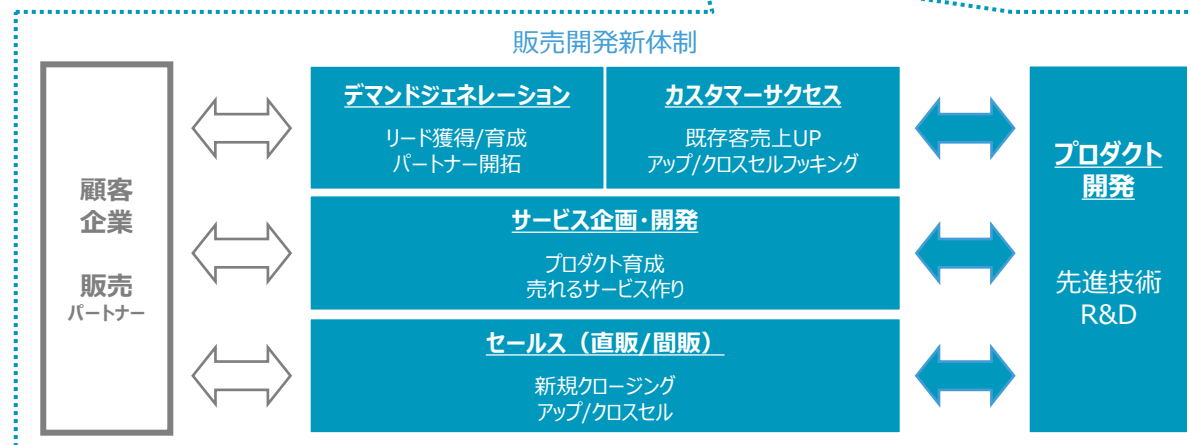 販売開発新体制
顧客
企業
販売
パートナー
デマンドジェネレーション
リード獲得/育成
パートナー開拓
カスタマーサクセス
既存客売上UP
アップ/クロスセルフッキング
サービス企画・開発
プロダクト育成
売れるサービス作り
セールス（直販/間販）
新規クロージング
アップ/クロスセル
プロダクト
開発
先進技術
R&D